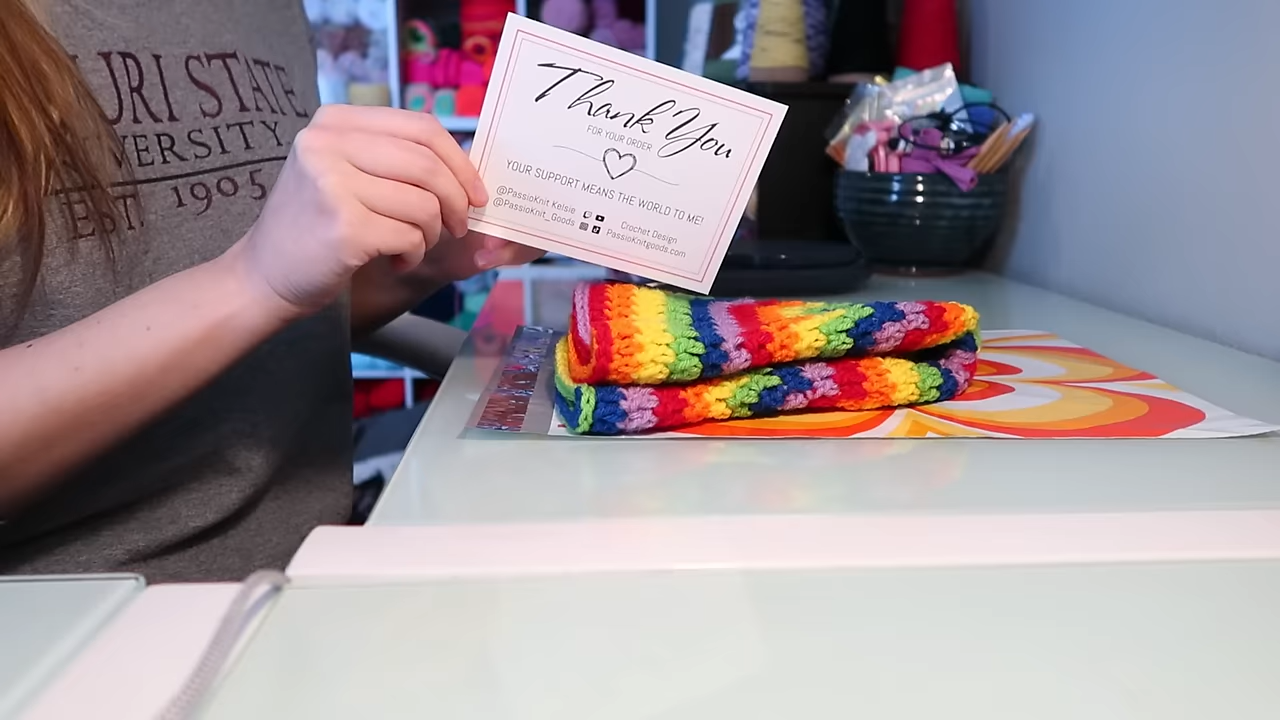 URI STATE
VERSITY
EST. 1905
Thank You
FOR YOUR ORDER
YOUR SUPPORT MEANS THE WORLD TO ME!
@PassioKnit Kelsie
@PassioKnit_Goods
Crochet Design
PassioKnitgoods.com